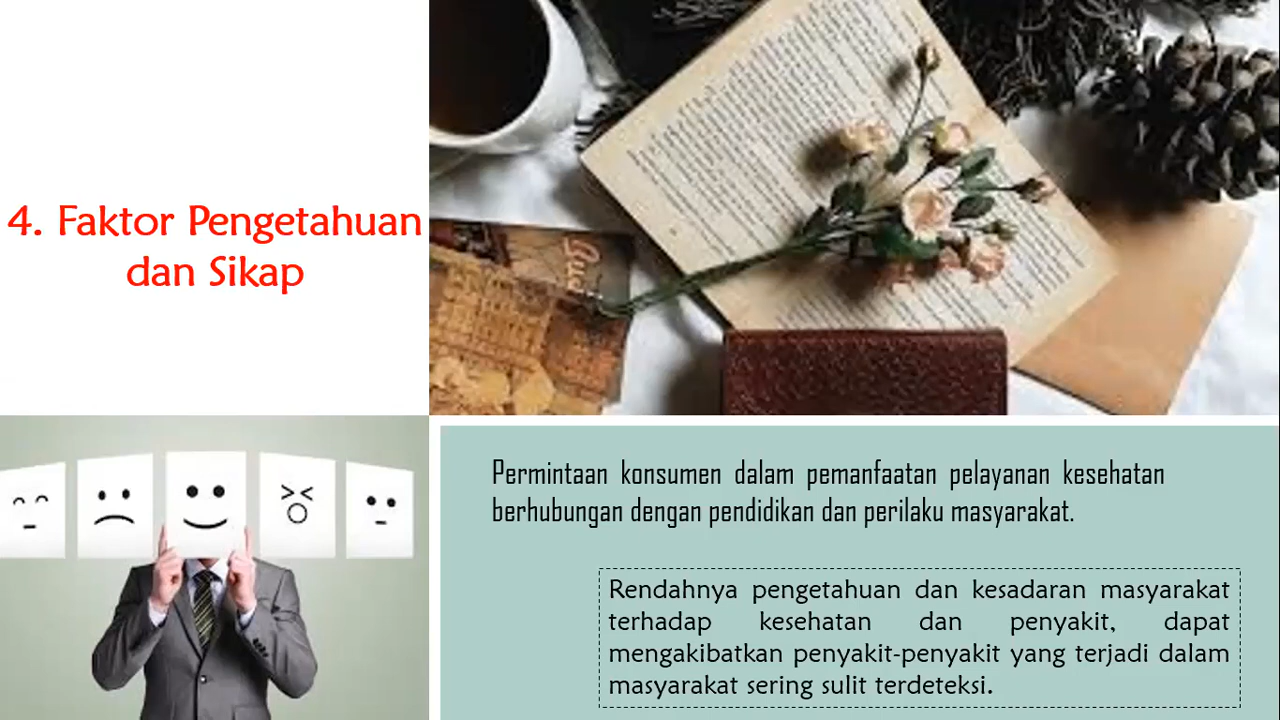 4. Faktor Pengetahuan
dan Sikap
Permintaan konsumen dalam pemanfaatan pelayanan kesehatan
berhubungan dengan pendidikan dan perilaku masyarakat.
Rendahnya pengetahuan dan kesadaran masyarakat
terhadap kesehatan dan penyakit, dapat
mengakibatkan penyakit-penyakit yang terjadi dalam
masyarakat sering sulit terdeteksi.